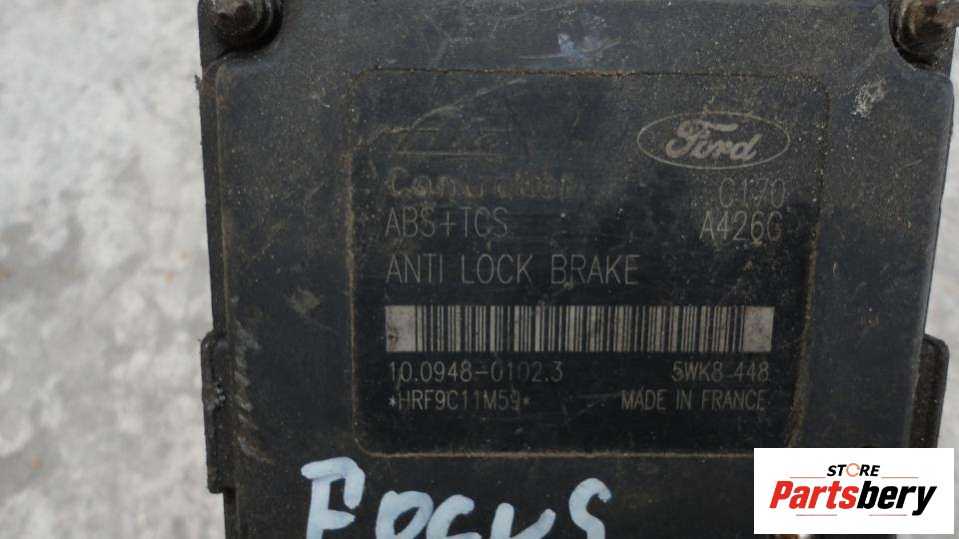 Ford
C170
ABS+TCS A426G
ANTI LOCK BRAKE
10.0948-0102.3 5WK8 448
*HRF9C11M59* MADE IN FRANCE
FOCUS
STORE
Partsbery